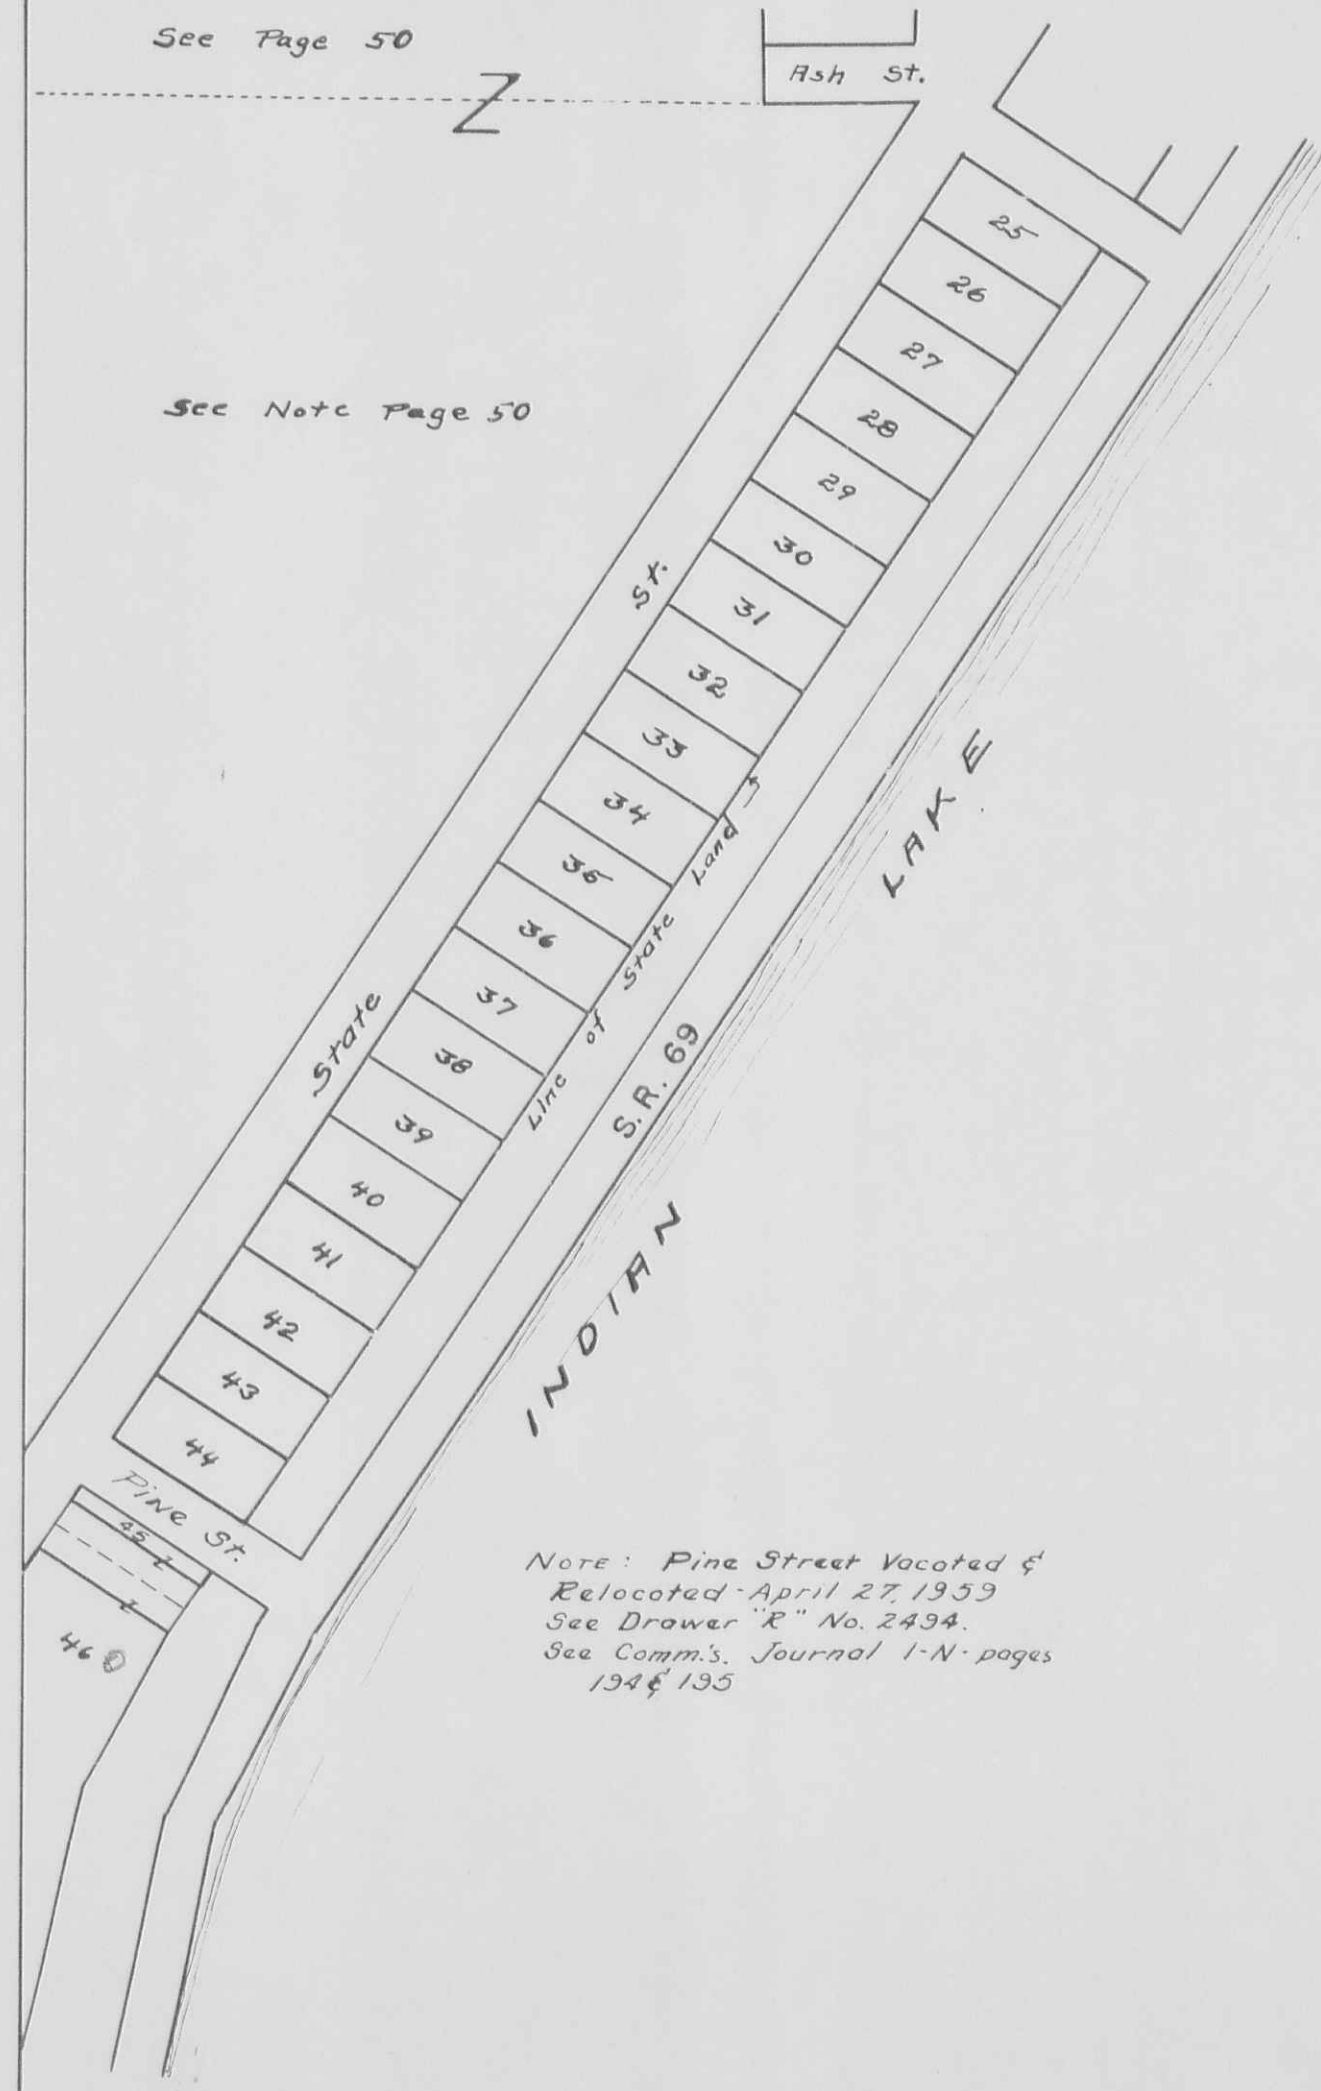 See Page 50
Z
Ash St.
See Note Page 50
25
26
27
28
29
30
31
32
33
34
35
36
37
38
39
40
41
42
43
44
State St.
Line of State Land
S.R. 69
INDIAN LAKE
Pine St.
45
46
NOTE: Pine Street Vacated &
Relocated - April 27, 1959
See Drawer "R" No. 2494.
See Comm.'s. Journal 1-N- pages
194 & 195